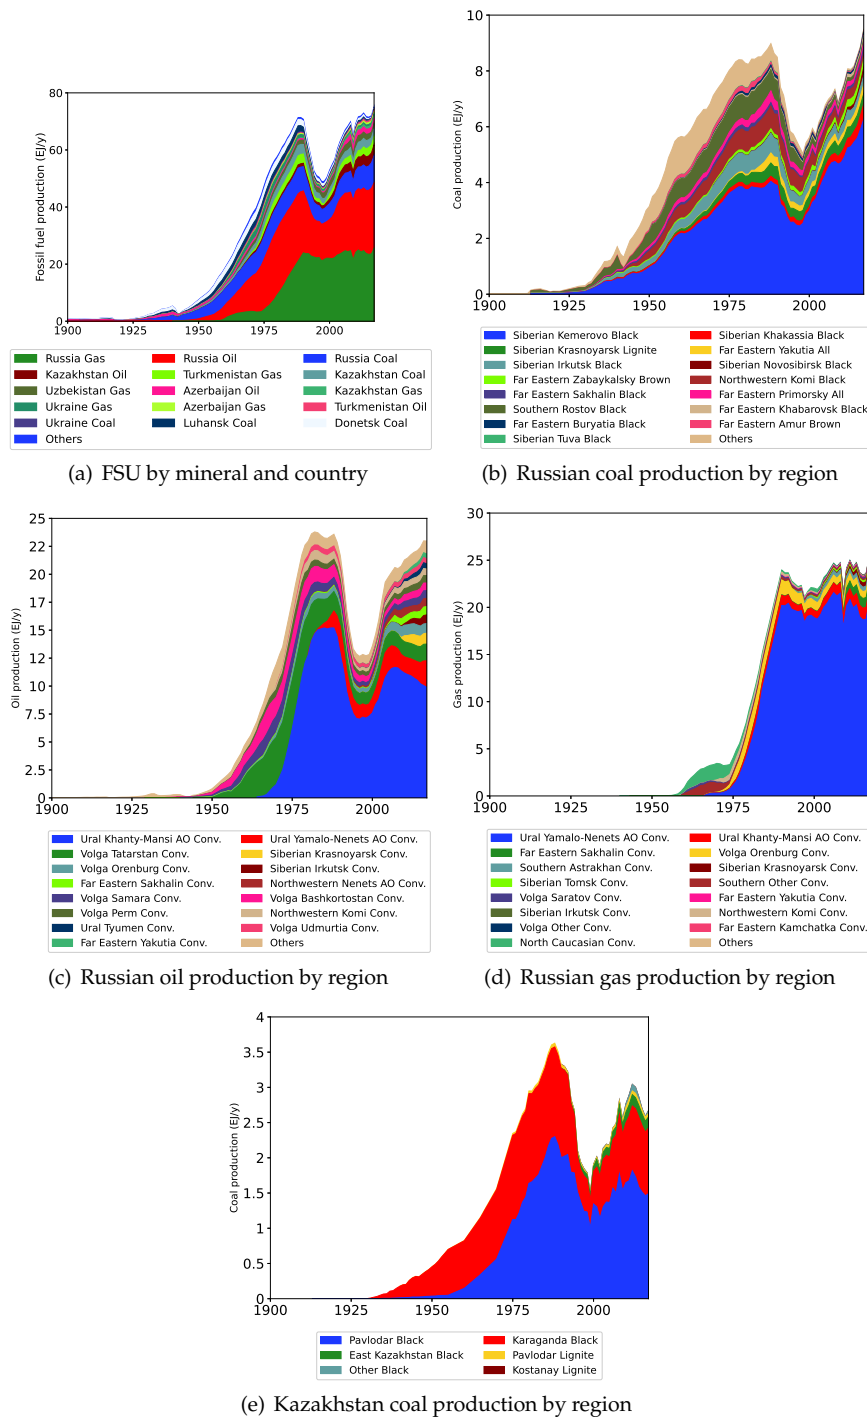 80
60
40
20
0
1900
1925
1950
1975
2000
Fossil fuel production (EJ/y)
Russia Gas
Russia Oil
Russia Coal
Kazakhstan Oil
Turkmenistan Gas
Kazakhstan Coal
Uzbekistan Gas
Azerbaijan Oil
Kazakhstan Gas
Ukraine Gas
Azerbaijan Gas
Turkmenistan Oil
Ukraine Coal
Luhansk Coal
Donetsk Coal
Others
(a) FSU by mineral and country
10
8
6
4
2
0
1900
1925
1950
1975
2000
Coal production (EJ/y)
Siberian Kemerovo Black
Siberian Khakassia Black
Siberian Krasnoyarsk Lignite
Far Eastern Yakutia All
Siberian Irkutsk Black
Siberian Novosibirsk Black
Far Eastern Zabaykalsky Brown
Northwestern Komi Black
Far Eastern Sakhalin Black
Far Eastern Primorsky All
Southern Rostov Black
Far Eastern Khabarovsk Black
Far Eastern Buryatia Black
Far Eastern Amur Brown
Siberian Tuva Black
Others
(b) Russian coal production by region
25
22
20
17
15
12
10
7.5
5
2.5
0
1900
1925
1950
1975
2000
Oil production (EJ/y)
Ural Khanty-Mansi AO Conv.
Ural Yamalo-Nenets AO Conv.
Volga Tatarstan Conv.
Siberian Krasnoyarsk Conv.
Volga Orenburg Conv.
Siberian Irkutsk Conv.
Far Eastern Sakhalin Conv.
Northwestern Nenets AO Conv.
Volga Samara Conv.
Volga Bashkortostan Conv.
Volga Perm Conv.
Northwestern Komi Conv.
Ural Tyumen Conv.
Volga Udmurtia Conv.
Far Eastern Yakutia Conv.
Others
(c) Russian oil production by region
30
25
20
15
10
5
0
1900
1925
1950
1975
2000
Gas production (EJ/y)
Ural Yamalo-Nenets AO Conv.
Ural Khanty-Mansi AO Conv.
Far Eastern Sakhalin Conv.
Volga Orenburg Conv.
Southern Astrakhan Conv.
Siberian Krasnoyarsk Conv.
Siberian Tomsk Conv.
Southern Other Conv.
Volga Saratov Conv.
Far Eastern Yakutia Conv.
Siberian Irkutsk Conv.
Northwestern Komi Conv.
Volga Other Conv.
Far Eastern Kamchatka Conv.
North Caucasian Conv.
Others
(d) Russian gas production by region
4
3.5
3
2.5
2
1.5
1
0.5
0
1900
1925
1950
1975
2000
Coal production (EJ/y)
Pavlodar Black
Karaganda Black
East Kazakhstan Black
Pavlodar Lignite
Other Black
Kostanay Lignite
(e) Kazakhstan coal production by region